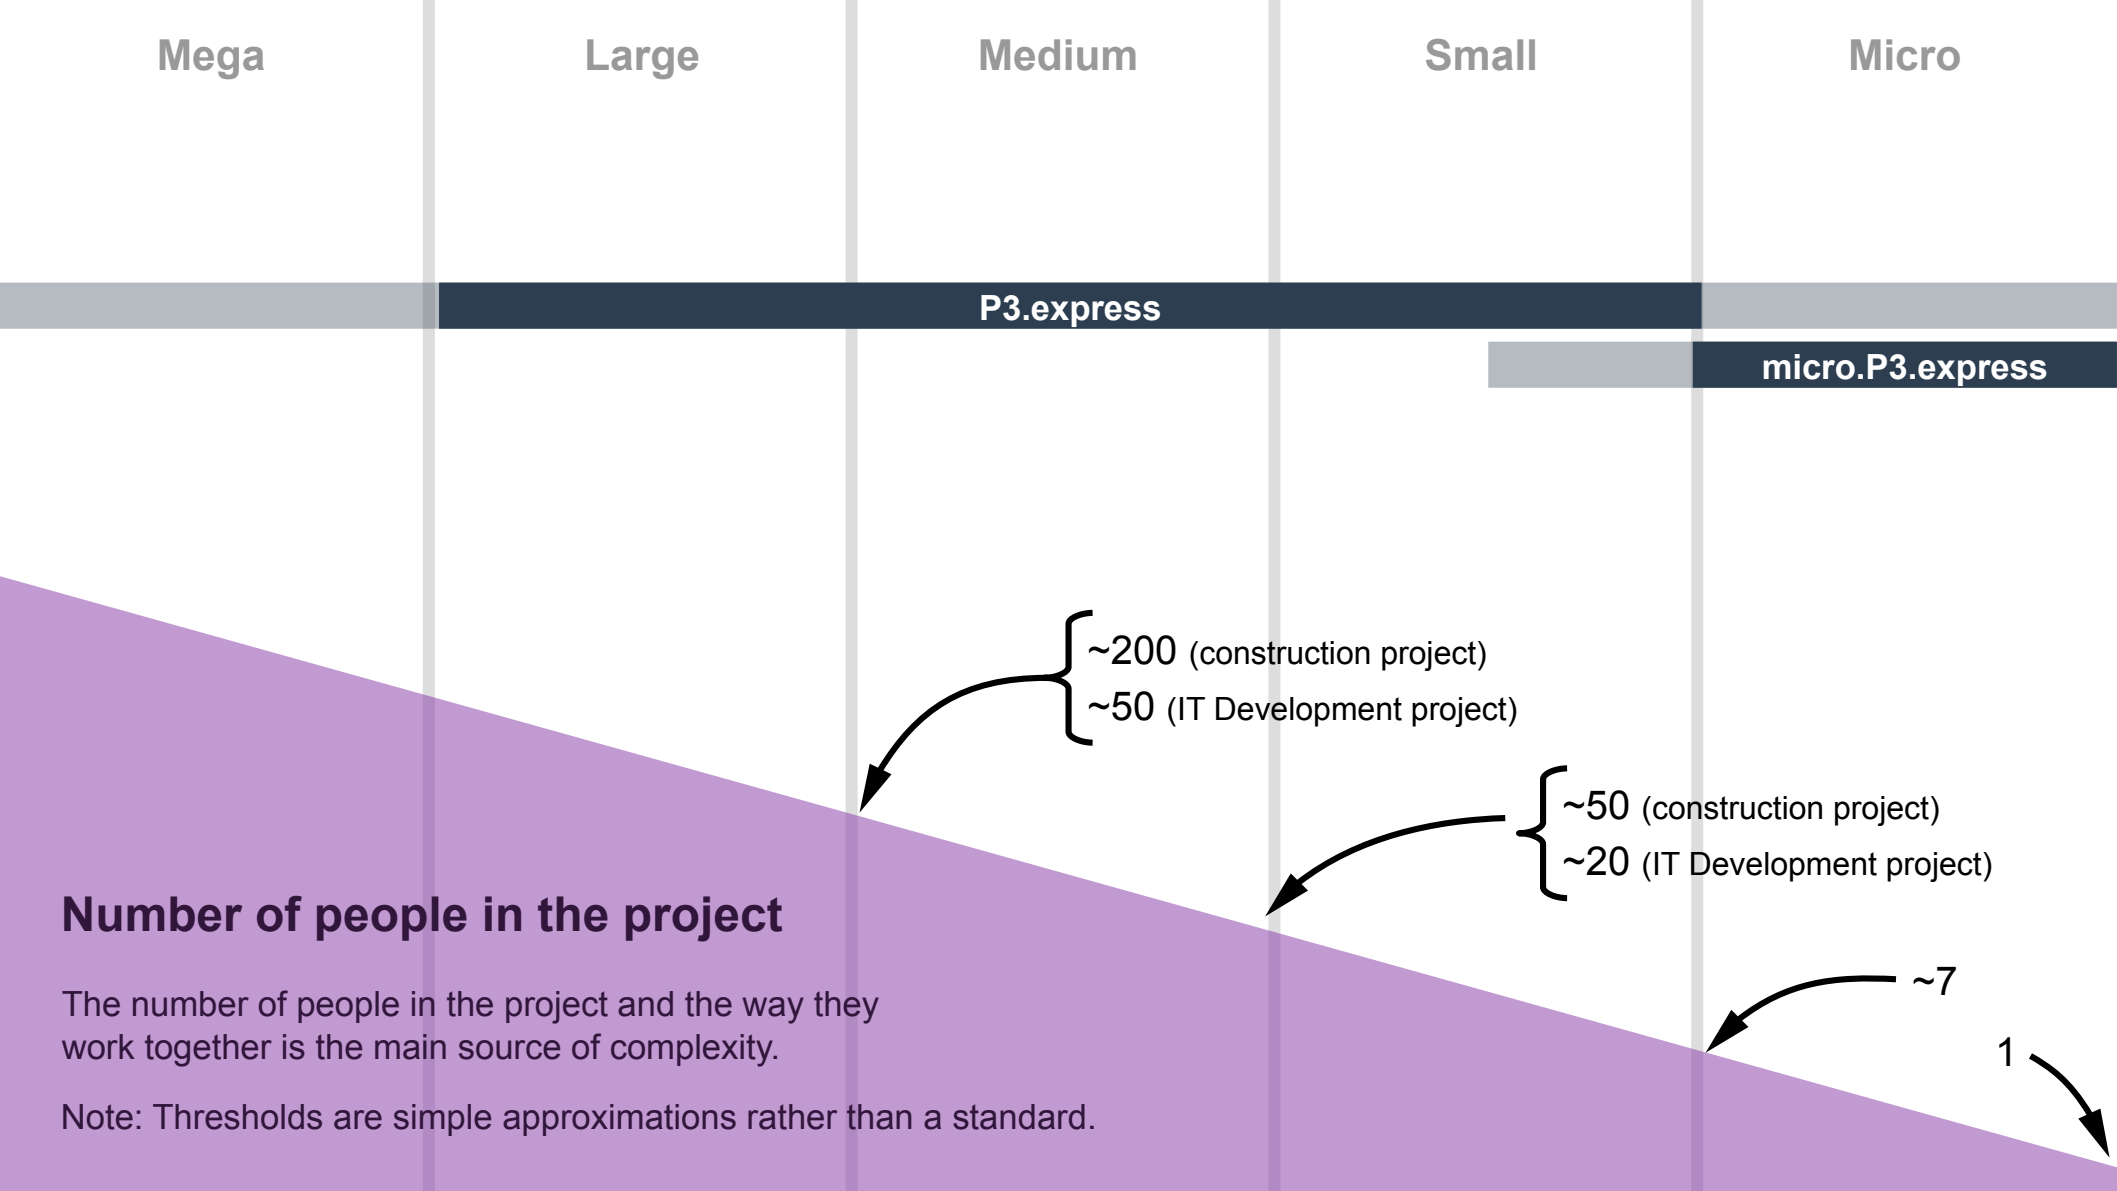 Mega
Large
Medium
Small
Micro
P3.express
micro.P3.express
~200 (construction project)
~50 (IT Development project)
~50 (construction project)
~20 (IT Development project)
~7
1
Number of people in the project
The number of people in the project and the way they
work together is the main source of complexity.
Note: Thresholds are simple approximations rather than a standard.